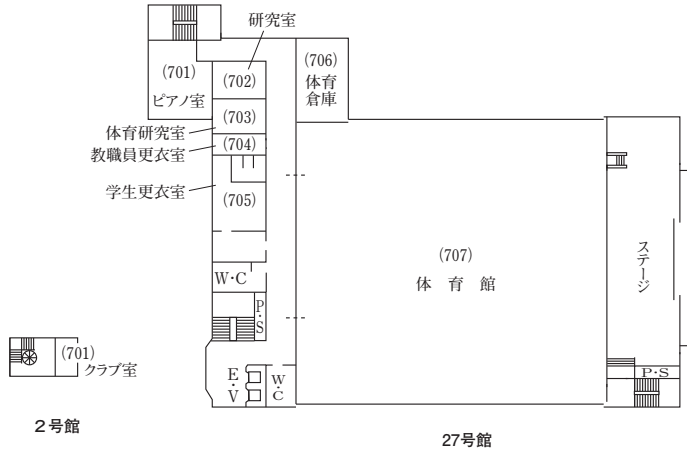 研究室
(701)
ピアノ室
(702)
(706)
体育
倉庫
体育研究室
(703)
教職員更衣室
(704)
学生更衣室
(705)
(707)
体 育 館
ステージ
W・C
P・S
E・V
W・C
P・S
(701)
クラブ室
2号館
27号館